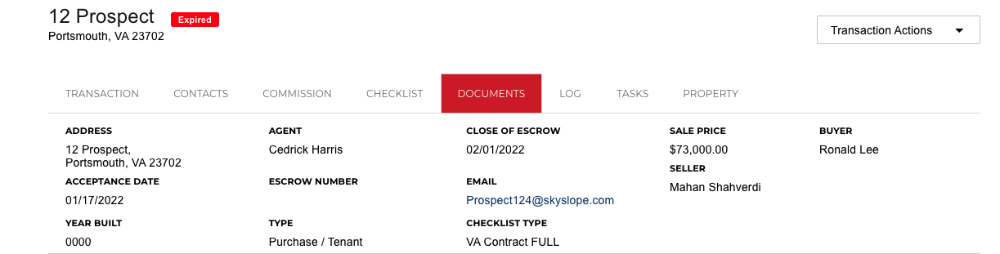 12 Prospect Expired
Portsmouth, VA 23702
Transaction Actions
TRANSACTION CONTACTS COMMISSION CHECKLIST DOCUMENTS LOG TASKS PROPERTY
ADDRESS
12 Prospect,
Portsmouth, VA 23702
AGENT
Cedrick Harris
CLOSE OF ESCROW
02/01/2022
SALE PRICE
$73,000.00
BUYER
Ronald Lee
SELLER
Mahan Shahverdi
ACCEPTANCE DATE
01/17/2022
ESCROW NUMBER
EMAIL
Prospect124@skyslope.com
YEAR BUILT
0000
TYPE
Purchase / Tenant
CHECKLIST TYPE
VA Contract FULL